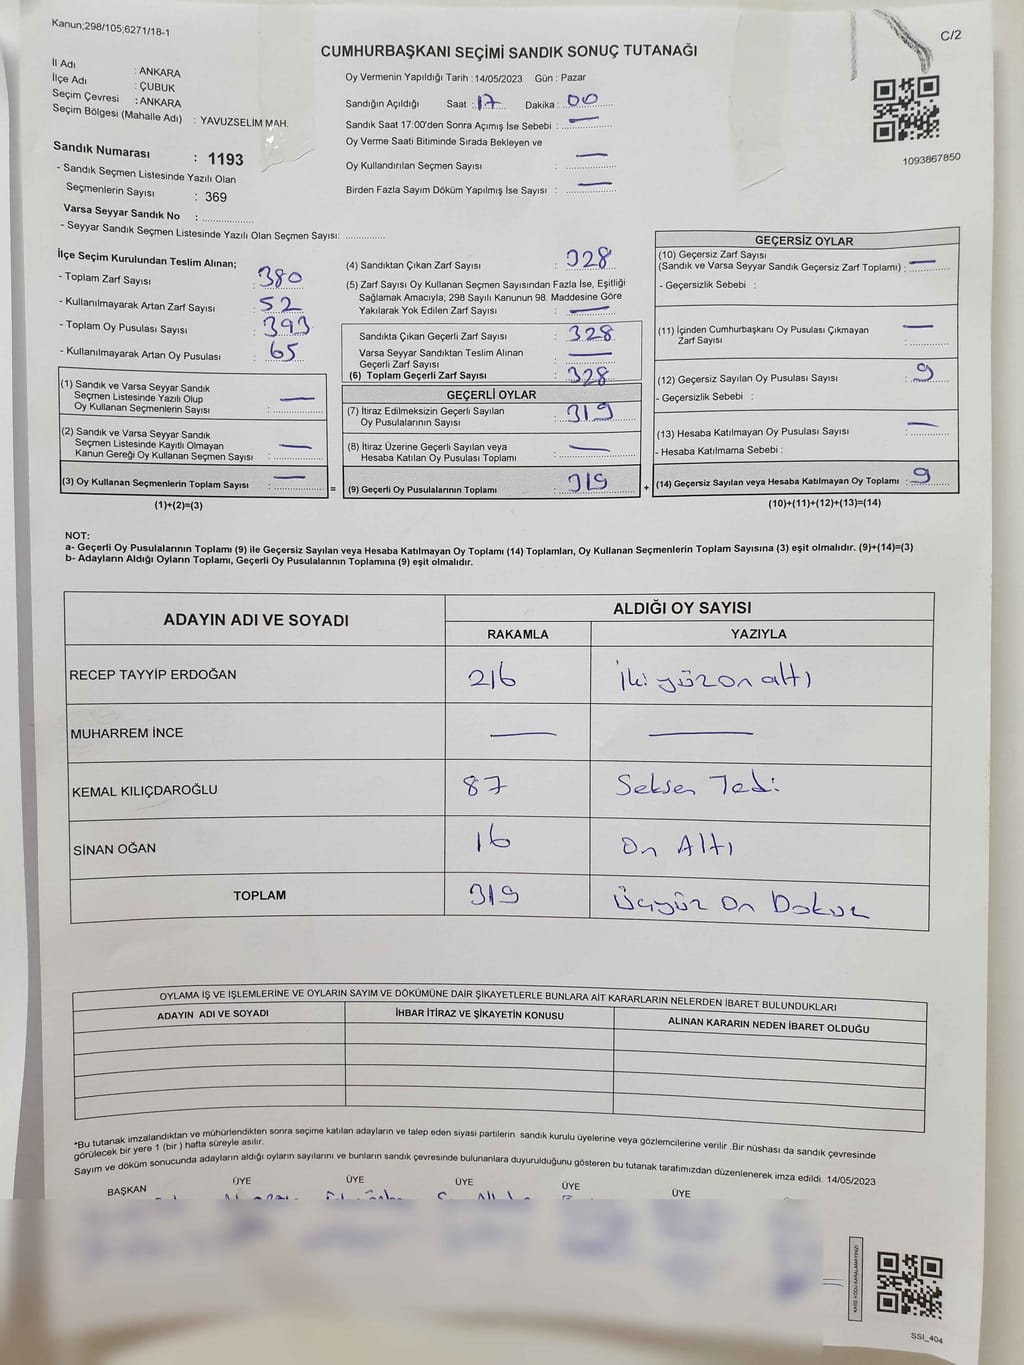 Kanun;298/105;6271/18-1
C/2
CUMHURBAŞKANI SEÇİMİ SANDIK SONUÇ TUTANAĞI
İl Adı : ANKARA
İlçe Adı : ÇUBUK
Seçim Çevresi : ANKARA
Seçim Bölgesi (Mahalle Adı) : YAVUZSELİM MAH.
Oy Vermenin Yapıldığı Tarih : 14/05/2023 Gün : Pazar
Sandığın Açıldığı Saat : 17 Dakika : 00
Sandık Saat 17:00'den Sonra Açımış İse Sebebi : —
Oy Verme Saati Bitiminde Sırada Bekleyen ve
Oy Kullandırılan Seçmen Sayısı : —
Birden Fazla Sayım Döküm Yapılmış İse Sayısı : —
1093867850
Sandık Numarası : 1193
- Sandık Seçmen Listesinde Yazılı Olan
Seçmenlerin Sayısı : 369
Varsa Seyyar Sandık No : ................
- Seyyar Sandık Seçmen Listesinde Yazılı Olan Seçmen Sayısı: ............
İlçe Seçim Kurulundan Teslim Alınan;
- Toplam Zarf Sayısı : 380
- Kullanılmayarak Artan Zarf Sayısı : 52
- Toplam Oy Pusulası Sayısı : 393
- Kullanılmayarak Artan Oy Pusulası : 65
(1) Sandık ve Varsa Seyyar Sandık
Seçmen Listesinde Yazılı Olup
Oy Kullanan Seçmenlerin Sayısı : —
(2) Sandık ve Varsa Seyyar Sandık
Seçmen Listesinde Kayıtlı Olmayan
Kanun Gereği Oy Kullanan Seçmen Sayısı : —
(3) Oy Kullanan Seçmenlerin Toplam Sayısı : —
(1)+(2)=(3)
(4) Sandıktan Çıkan Zarf Sayısı : 328
(5) Zarf Sayısı Oy Kullanan Seçmen Sayısından Fazla İse, Eşitliği
Sağlamak Amacıyla; 298 Sayılı Kanunun 98. Maddesine Göre
Yakılarak Yok Edilen Zarf Sayısı : —
Sandıkta Çıkan Geçerli Zarf Sayısı : 328
Varsa Seyyar Sandıktan Teslim Alınan
Geçerli Zarf Sayısı : —
(6) Toplam Geçerli Zarf Sayısı : 328
GEÇERLİ OYLAR
(7) İtiraz Edilmeksizin Geçerli Sayılan
Oy Pusulalarının Sayısı : 319
(8) İtiraz Üzerine Geçerli Sayılan veya
Hesaba Katılan Oy Pusulası Toplamı : —
= (9) Geçerli Oy Pusulalarının Toplamı : 319
GEÇERSİZ OYLAR
(10) Geçersiz Zarf Sayısı
(Sandık ve Varsa Seyyar Sandık Geçersiz Zarf Toplamı) : —
- Geçersizlik Sebebi :
(11) İçinden Cumhurbaşkanı Oy Pusulası Çıkmayan
Zarf Sayısı : —
(12) Geçersiz Sayılan Oy Pusulası Sayısı : 9
- Geçersizlik Sebebi :
(13) Hesaba Katılmayan Oy Pusulası Sayısı : —
- Hesaba Katılmama Sebebi :
+ (14) Geçersiz Sayılan veya Hesaba Katılmayan Oy Toplamı : 9
(10)+(11)+(12)+(13)=(14)
NOT:
a- Geçerli Oy Pusulalarının Toplamı (9) ile Geçersiz Sayılan veya Hesaba Katılmayan Oy Toplamı (14) Toplamları, Oy Kullanan Seçmenlerin Toplam Sayısına (3) eşit olmalıdır. (9)+(14)=(3)
b- Adayların Aldığı Oyların Toplamı, Geçerli Oy Pusulalarının Toplamına (9) eşit olmalıdır.
ADAYIN ADI VE SOYADI
ALDIĞI OY SAYISI
RAKAMLA YAZIYLA
RECEP TAYYİP ERDOĞAN 216 İki yüz on altı
MUHARREM İNCE — —
KEMAL KILIÇDAROĞLU 87 Seksen Yedi
SİNAN OĞAN 16 On Altı
TOPLAM 319 Üçyüz On Dokuz
OYLAMA İŞ VE İŞLEMLERİNE VE OYLARIN SAYIM VE DÖKÜMÜNE DAİR ŞİKAYETLERLE BUNLARA AİT KARARLARIN NELERDEN İBARET BULUNDUKLARI
ADAYIN ADI VE SOYADI İHBAR İTİRAZ VE ŞİKAYETİN KONUSU ALINAN KARARIN NEDEN İBARET OLDUĞU
*Bu tutanak imzalandıktan ve mühürlendikten sonra seçime katılan adayların ve talep eden siyasi partilerin sandık kurulu üyelerine veya gözlemcilerine verilir .Bir nüshası da sandık çevresinde
görülecek bir yere 1 (bir ) hafta süreyle asılır.
Sayım ve döküm sonucunda adayların aldığı oyların sayılarını ve bunların sandık çevresinde bulunanlara duyurulduğunu gösteren bu tutanak tarafımızdan düzenlenerek imza edildi. 14/05/2023
BAŞKAN ÜYE ÜYE ÜYE ÜYE ÜYE ÜYE
KARE KODU KARALAMAYINIZ!
SSI_404